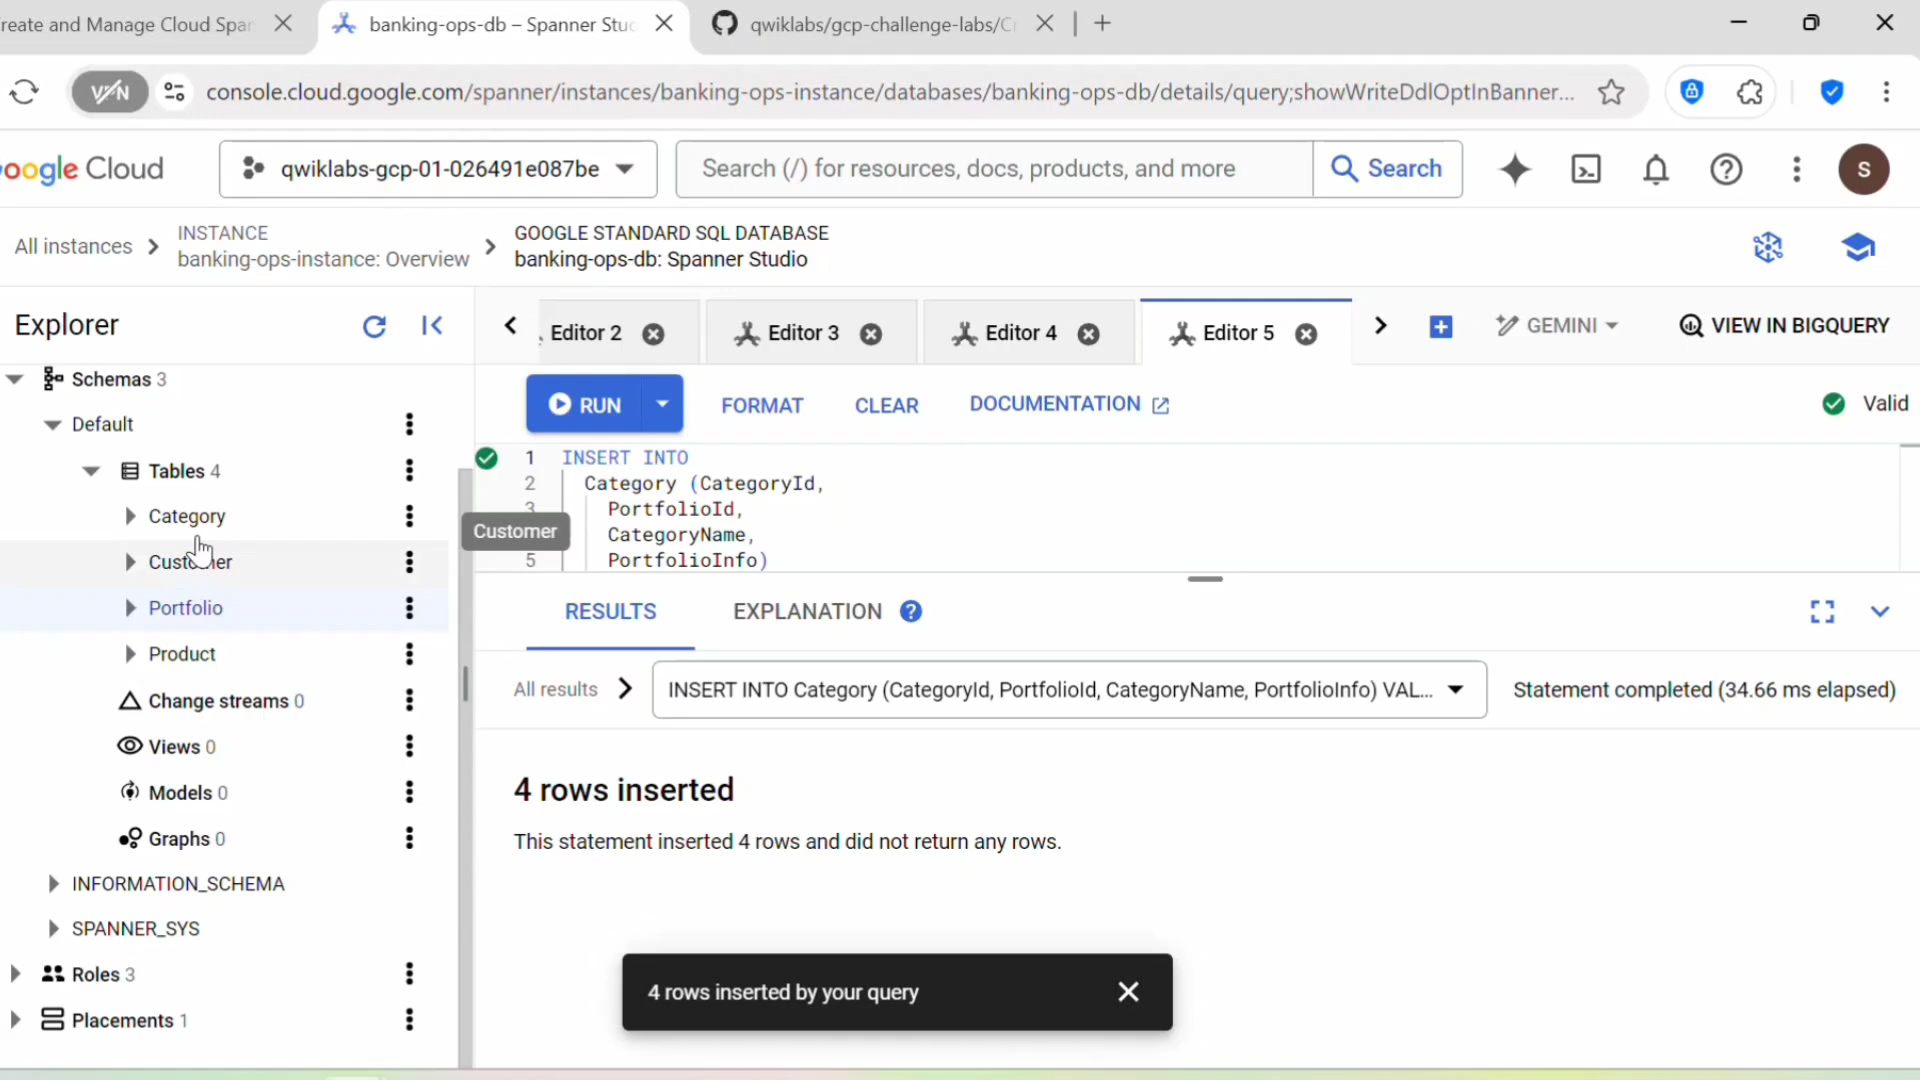 reate and Manage Cloud Spar
banking-ops-db – Spanner Stud
qwiklabs/gcp-challenge-labs/C
VPN
console.cloud.google.com/spanner/instances/banking-ops-instance/databases/banking-ops-db/details/query;showWriteDdlOptInBanner...
oogle Cloud
qwiklabs-gcp-01-026491e087be
Search (/) for resources, docs, products, and more
Search
S
All instances
INSTANCE
banking-ops-instance: Overview
GOOGLE STANDARD SQL DATABASE
banking-ops-db: Spanner Studio
Explorer
Editor 2
Editor 3
Editor 4
Editor 5
GEMINI
VIEW IN BIGQUERY
Schemas 3
Default
Tables 4
Category
Customer
Portfolio
Product
Change streams 0
Views 0
Models 0
Graphs 0
INFORMATION_SCHEMA
SPANNER_SYS
Roles 3
Placements 1
RUN
FORMAT
CLEAR
DOCUMENTATION
Valid
1 INSERT INTO
2 Category (CategoryId,
3 PortfolioId,
CategoryName,
5 PortfolioInfo)
Customer
RESULTS
EXPLANATION
All results
INSERT INTO Category (CategoryId, PortfolioId, CategoryName, PortfolioInfo) VAL...
Statement completed (34.66 ms elapsed)
4 rows inserted
This statement inserted 4 rows and did not return any rows.
4 rows inserted by your query